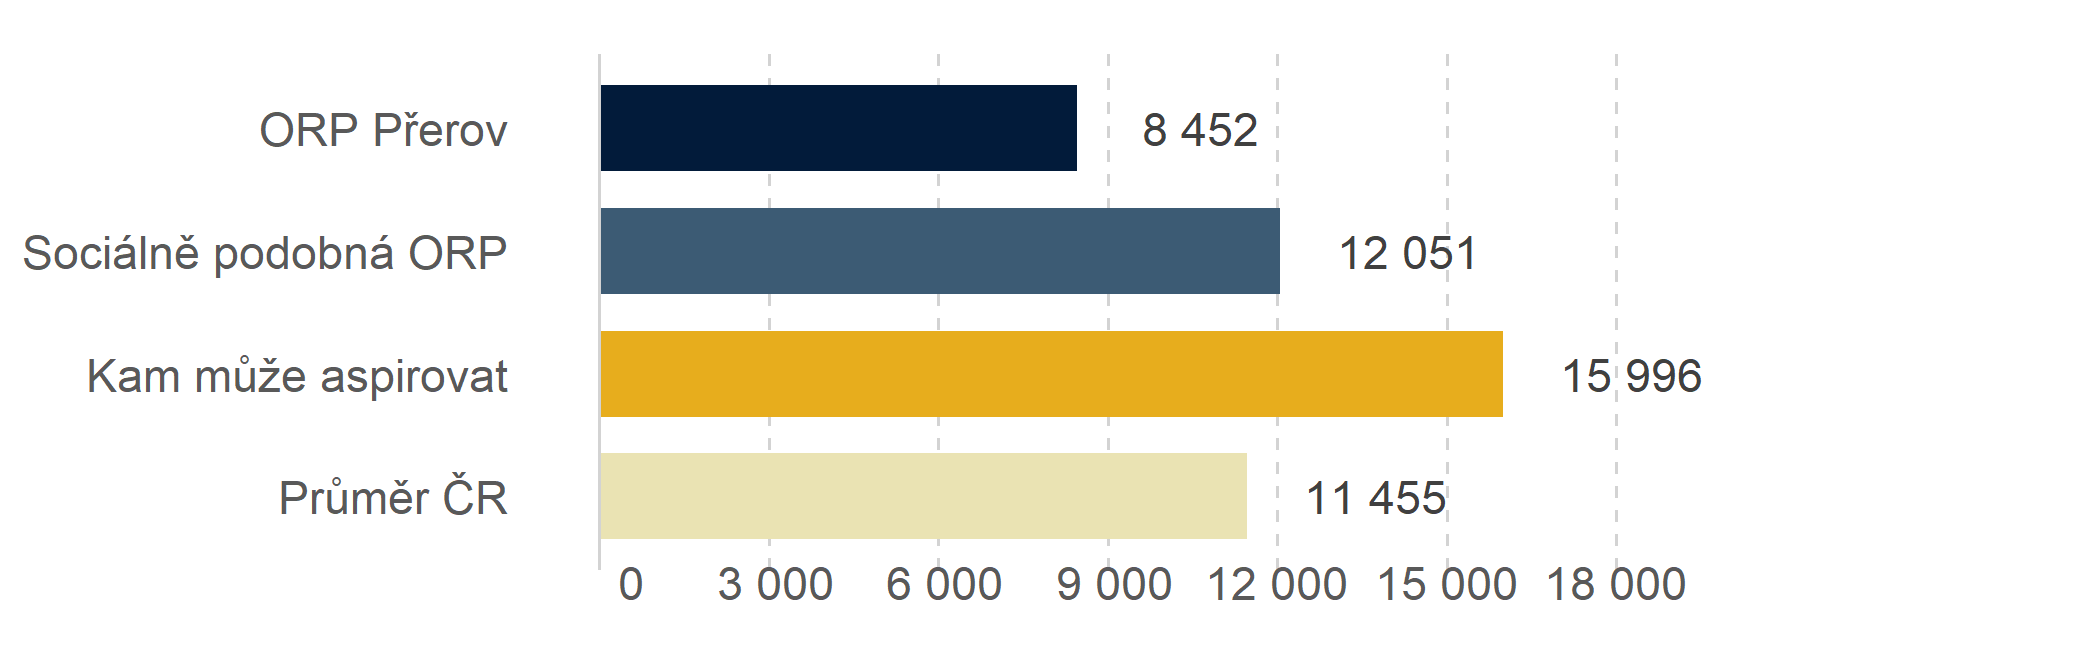 ORP Přerov 8 452
Sociálně podobná ORP 12 051
Kam může aspirovat 15 996
Průměr ČR 11 455
0 3 000 6 000 9 000 12 000 15 000 18 000